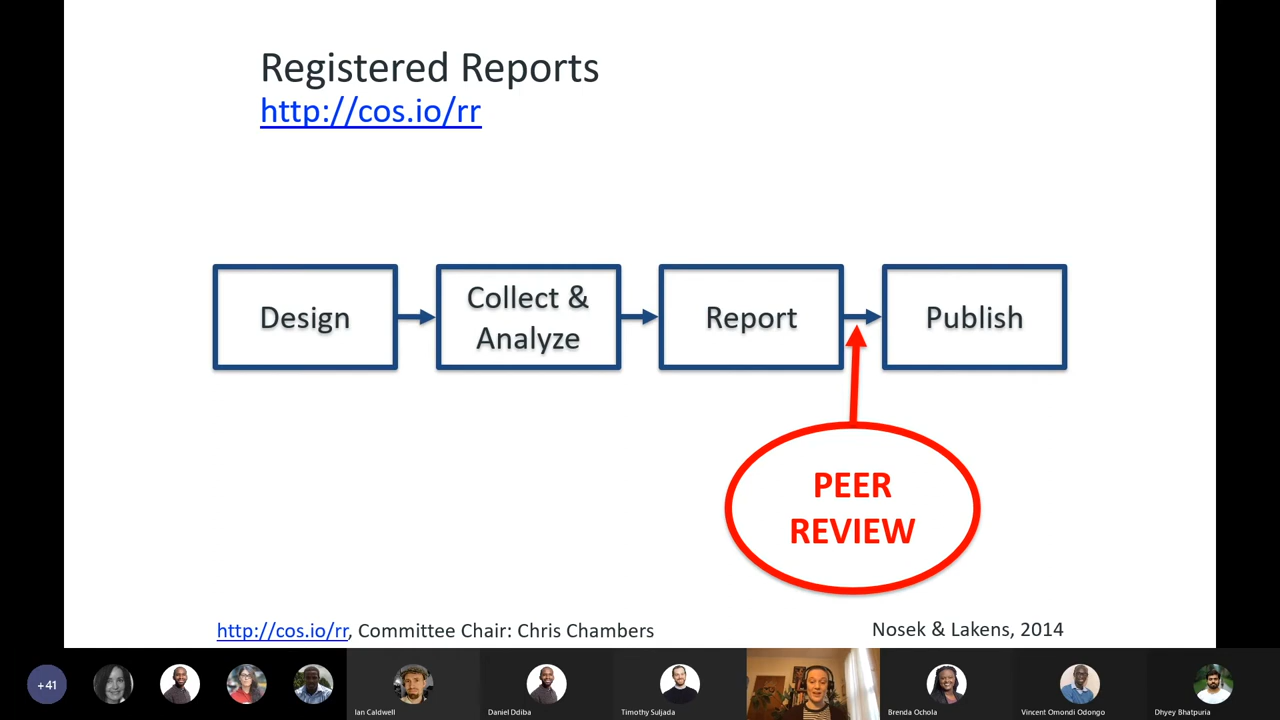 Registered Reports
http://cos.io/rr
Design
Collect &
Analyze
Report
Publish
PEER
REVIEW
http://cos.io/rr, Committee Chair: Chris Chambers
Nosek & Lakens, 2014
+41
Ian Caldwell
Daniel Ddiba
Timothy Suljada
Brenda Ochola
Vincent Omondi Odongo
Dhyey Bhatpuria